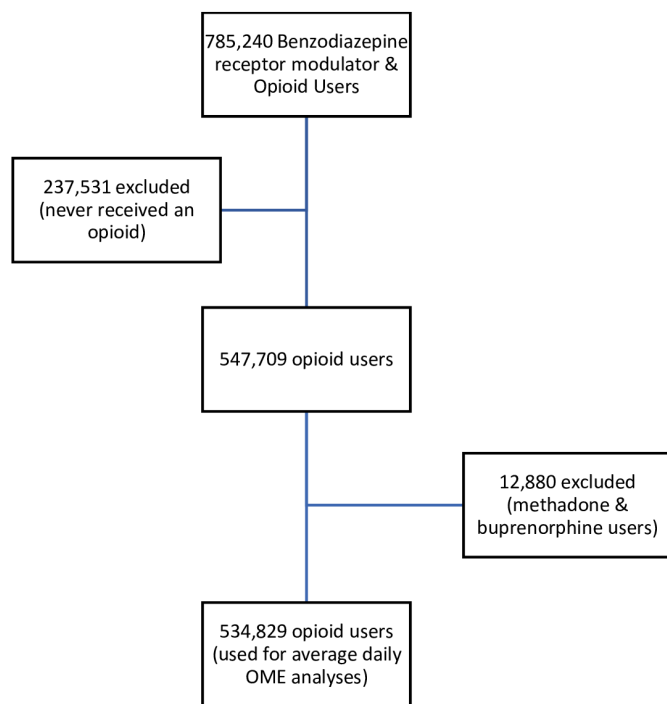 785,240 Benzodiazepine
receptor modulator &
Opioid Users
237,531 excluded
(never received an
opioid)
547,709 opioid users
12,880 excluded
(methadone &
buprenorphine users)
534,829 opioid users
(used for average daily
OME analyses)